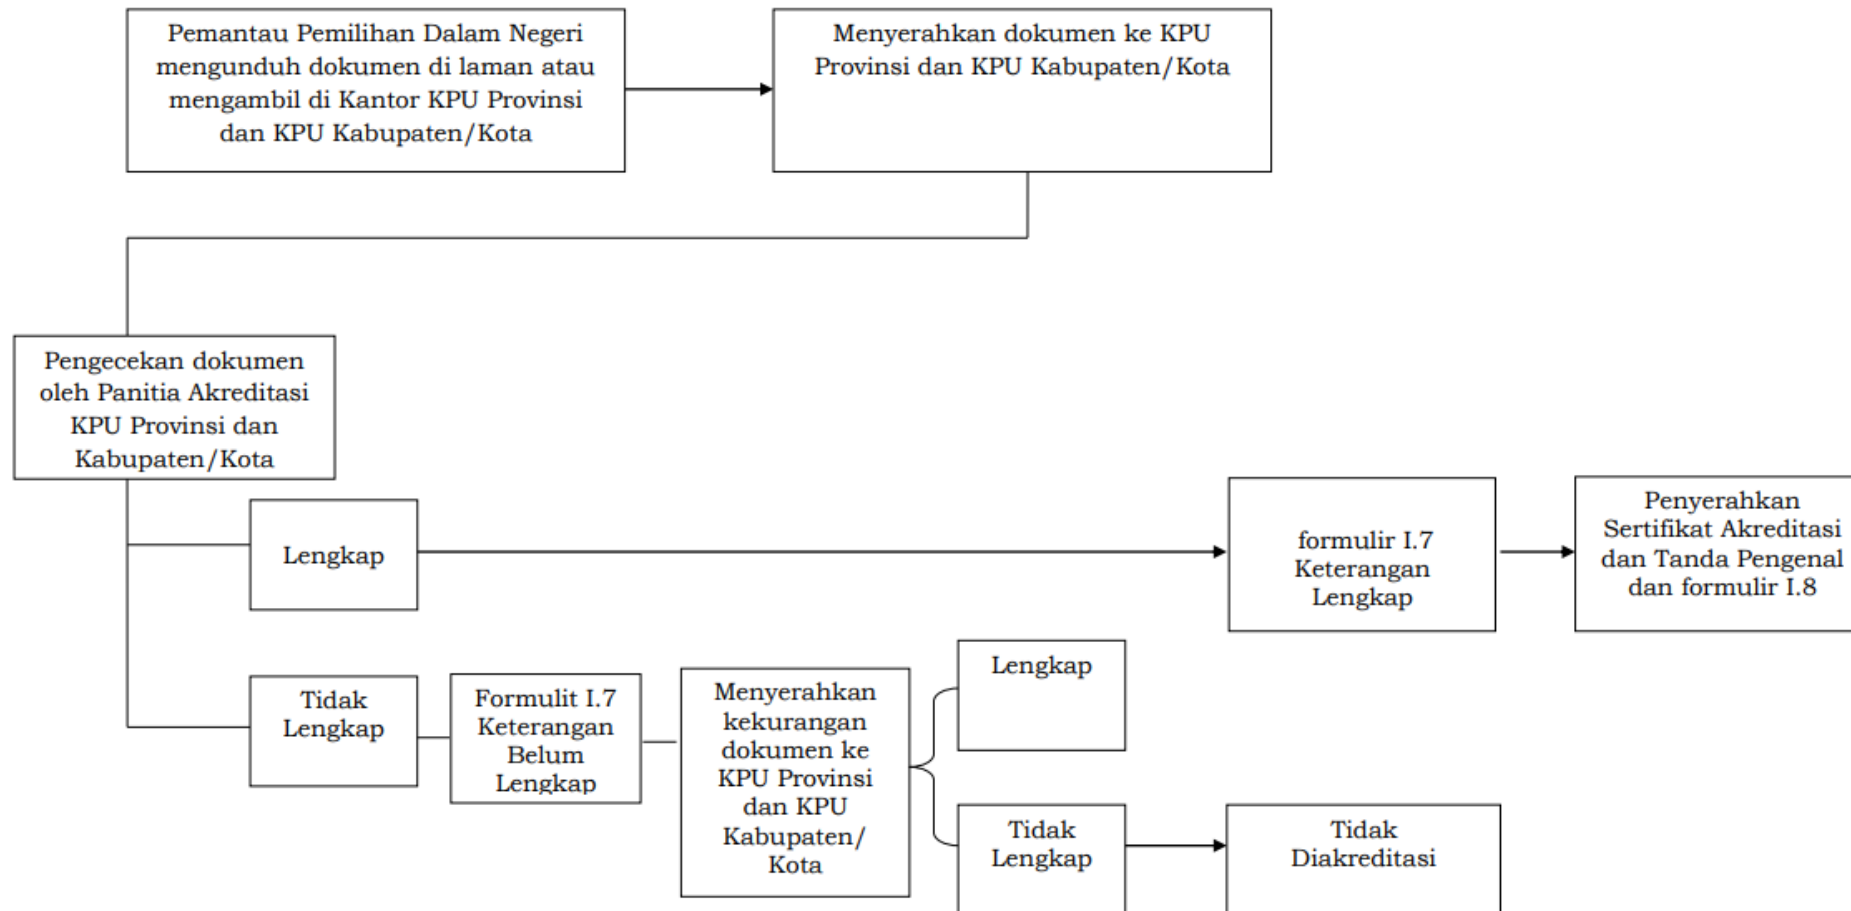 Pemantau Pemilihan Dalam Negeri
mengunduh dokumen di laman atau
mengambil di Kantor KPU Provinsi
dan KPU Kabupaten/Kota
Menyerahkan dokumen ke KPU
Provinsi dan KPU Kabupaten/Kota
Pengecekan dokumen
oleh Panitia Akreditasi
KPU Provinsi dan
Kabupaten/Kota
Lengkap
formulir I.7
Keterangan
Lengkap
Penyerahkan
Sertifikat Akreditasi
dan Tanda Pengenal
dan formulir I.8
Tidak
Lengkap
Formulit I.7
Keterangan
Belum
Lengkap
Menyerahkan
kekurangan
dokumen ke
KPU Provinsi
dan KPU
Kabupaten/
Kota
Lengkap
Tidak
Lengkap
Tidak
Diakreditasi